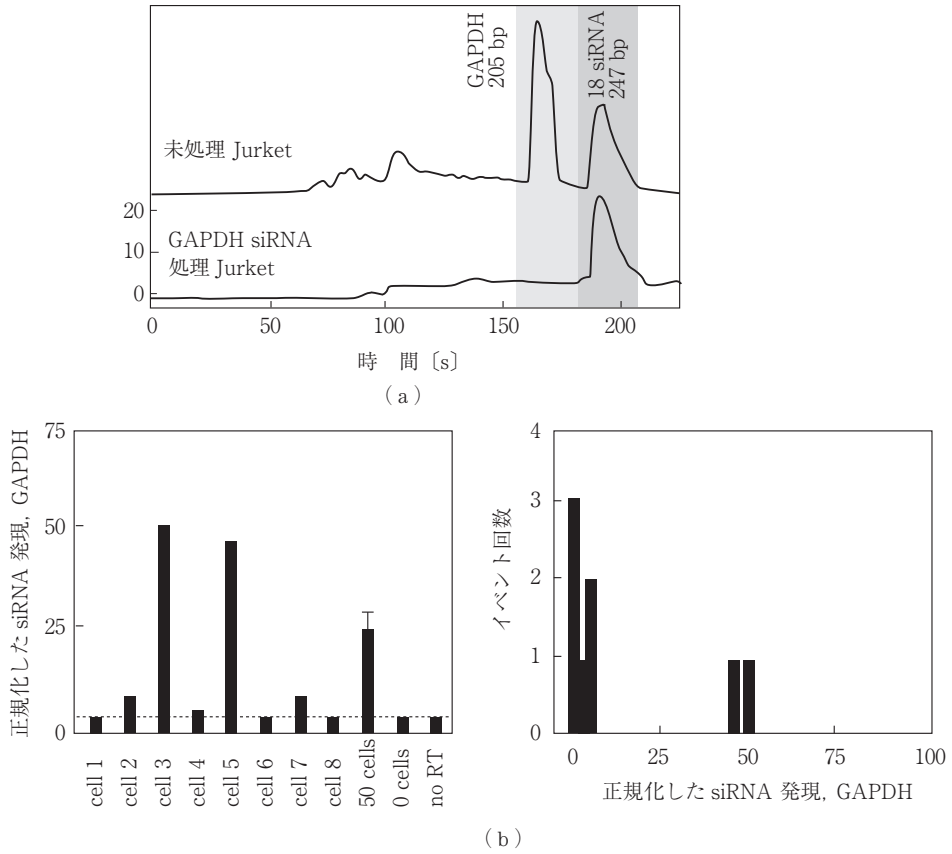 GAPDH
205 bp
18 siRNA
247 bp
未処理 Jurket
20
10
0
GAPDH siRNA
処理 Jurket
0
50
100
150
200
時 間〔s〕
(a)
正規化した siRNA 発現, GAPDH
75
50
25
0
cell 1
cell 2
cell 3
cell 4
cell 5
cell 6
cell 7
cell 8
50 cells
0 cells
no RT
イベント回数
4
3
2
1
0
0
25
50
75
100
正規化した siRNA 発現, GAPDH
(b)